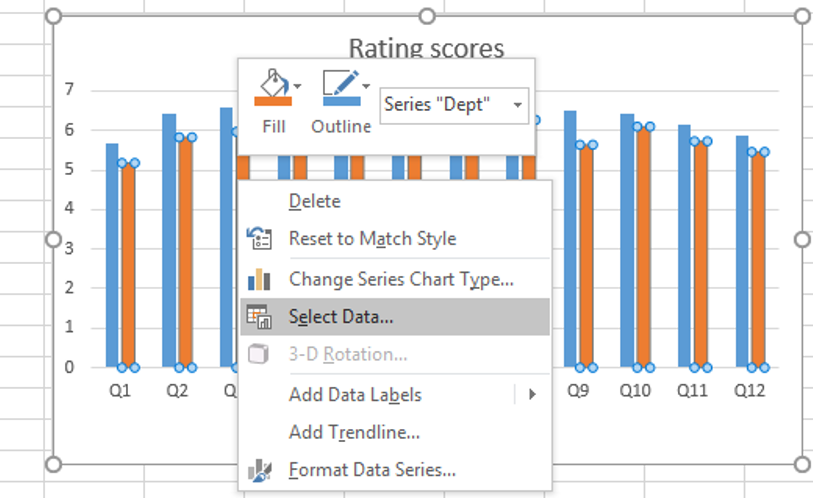 Rating scores
Fill
Outline
Series "Dept"
7
6
5
4
3
2
1
0
Delete
Reset to Match Style
Change Series Chart Type...
Select Data...
3-D Rotation...
Add Data Labels
Add Trendline...
Format Data Series...
Q1 Q2 Q9 Q10 Q11 Q12